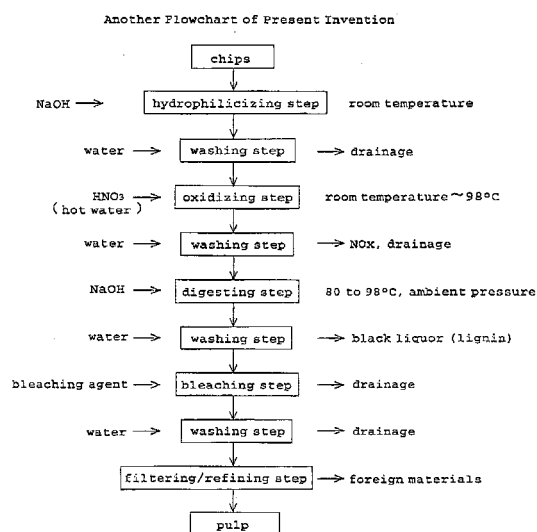 Another Flowchart of Present Invention
chips
NaOH hydrophilicizing step room temperature
water washing step drainage
HNO3 oxidizing step room temperature ~98°C
(hot water)
water washing step NOx, drainage
NaOH digesting step 80 to 98°C, ambient pressure
water washing step black liquor (lignin)
bleaching agent bleaching step drainage
water washing step drainage
filtering/refining step foreign materials
pulp